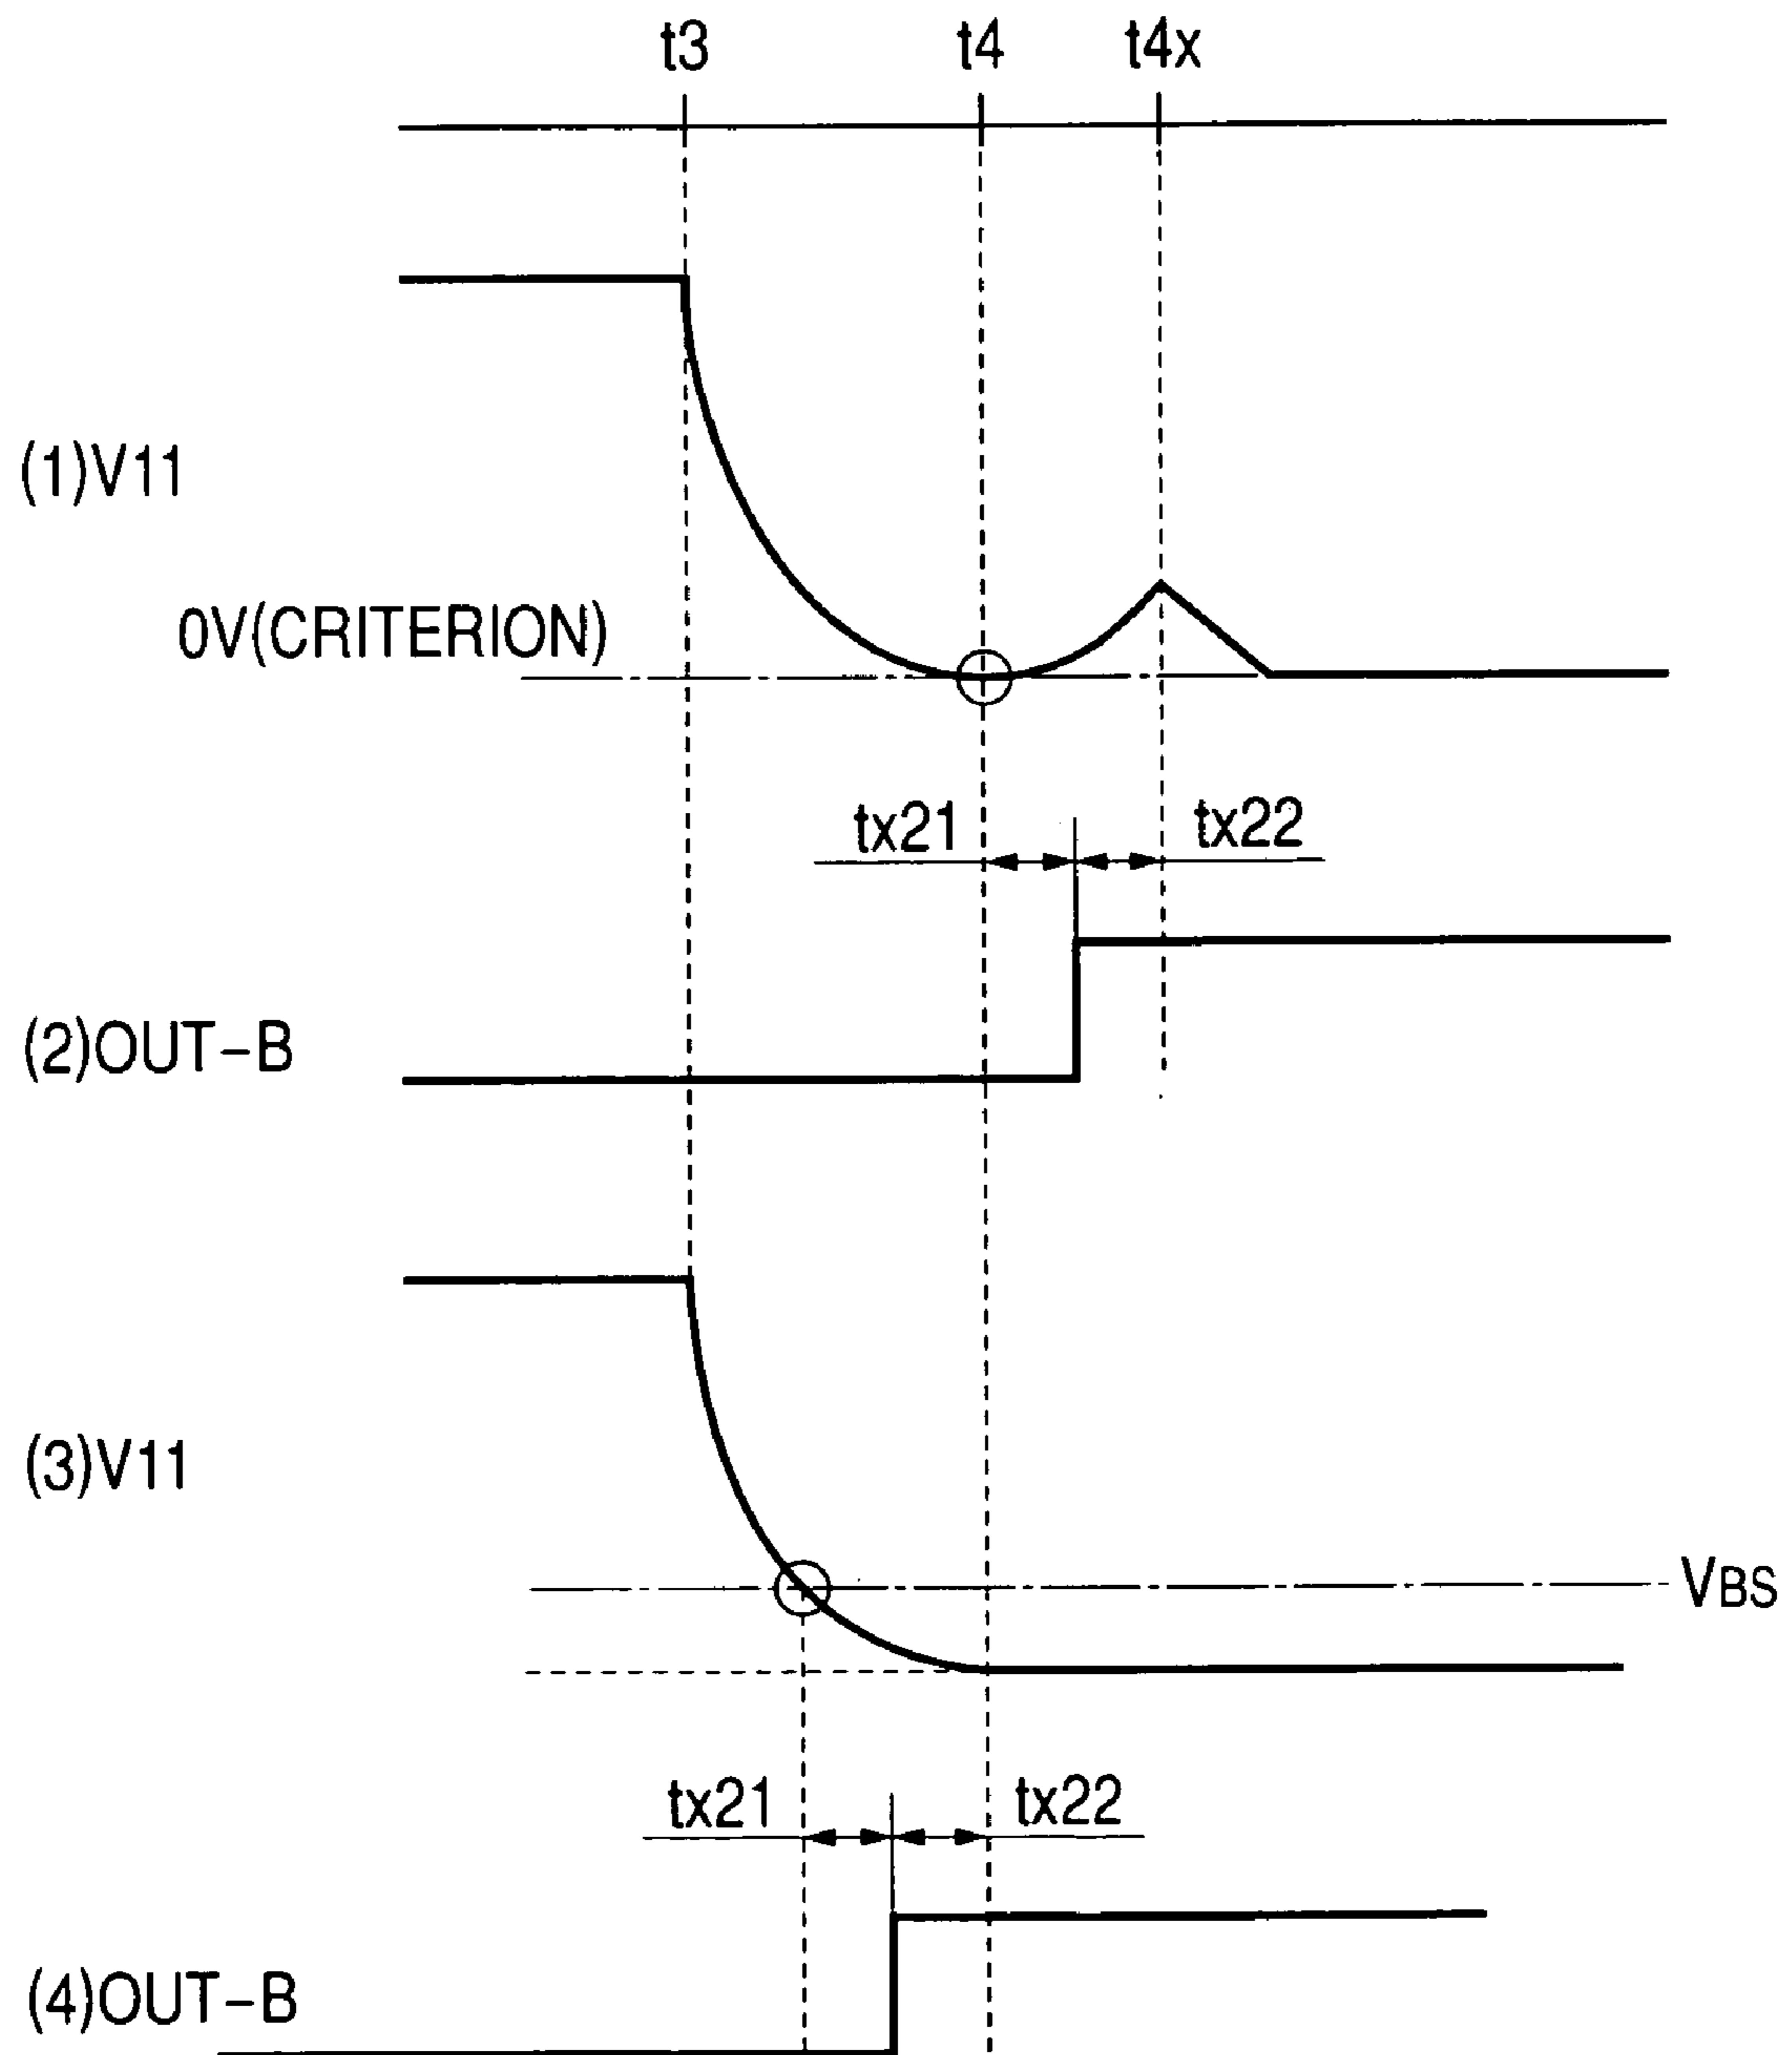 t3 t4 t4x
(1)V11
0V(CRITERION)
tx21 tx22
(2)OUT-B
(3)V11
VBS
tx21 tx22
(4)OUT-B